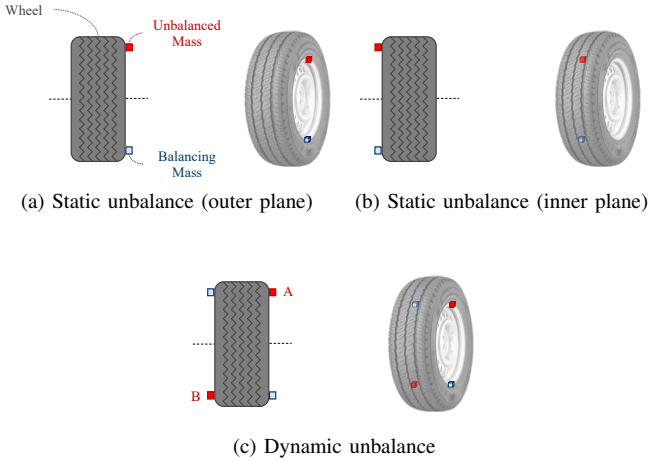 Wheel
Unbalanced
Mass
Balancing
Mass
(a) Static unbalance (outer plane)
(b) Static unbalance (inner plane)
A
B
(c) Dynamic unbalance